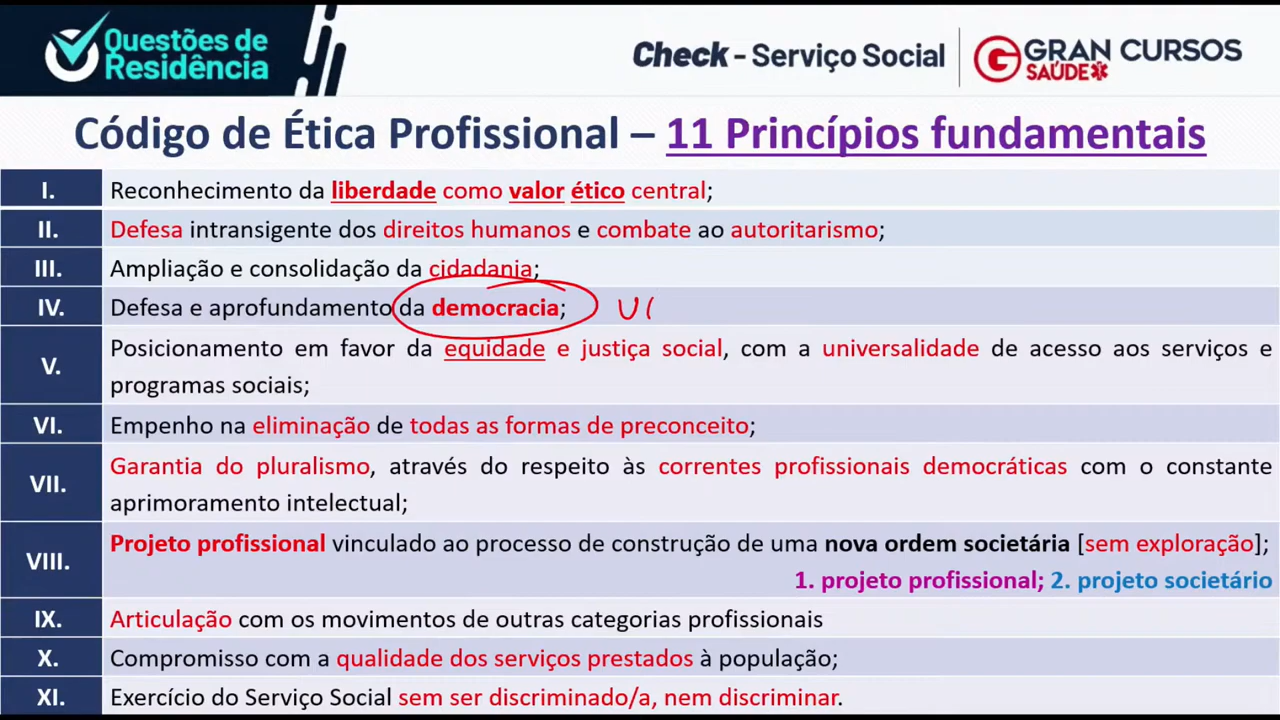 Questões de
Residência
Check - Serviço Social
GRAN CURSOS
SAÚDE
Código de Ética Profissional – 11 Princípios fundamentais
I. Reconhecimento da liberdade como valor ético central;
II. Defesa intransigente dos direitos humanos e combate ao autoritarismo;
III. Ampliação e consolidação da cidadania;
IV. Defesa e aprofundamento da democracia;
V. Posicionamento em favor da equidade e justiça social, com a universalidade de acesso aos serviços e
programas sociais;
VI. Empenho na eliminação de todas as formas de preconceito;
VII. Garantia do pluralismo, através do respeito às correntes profissionais democráticas com o constante
aprimoramento intelectual;
VIII. Projeto profissional vinculado ao processo de construção de uma nova ordem societária [sem exploração];
1. projeto profissional; 2. projeto societário
IX. Articulação com os movimentos de outras categorias profissionais
X. Compromisso com a qualidade dos serviços prestados à população;
XI. Exercício do Serviço Social sem ser discriminado/a, nem discriminar.